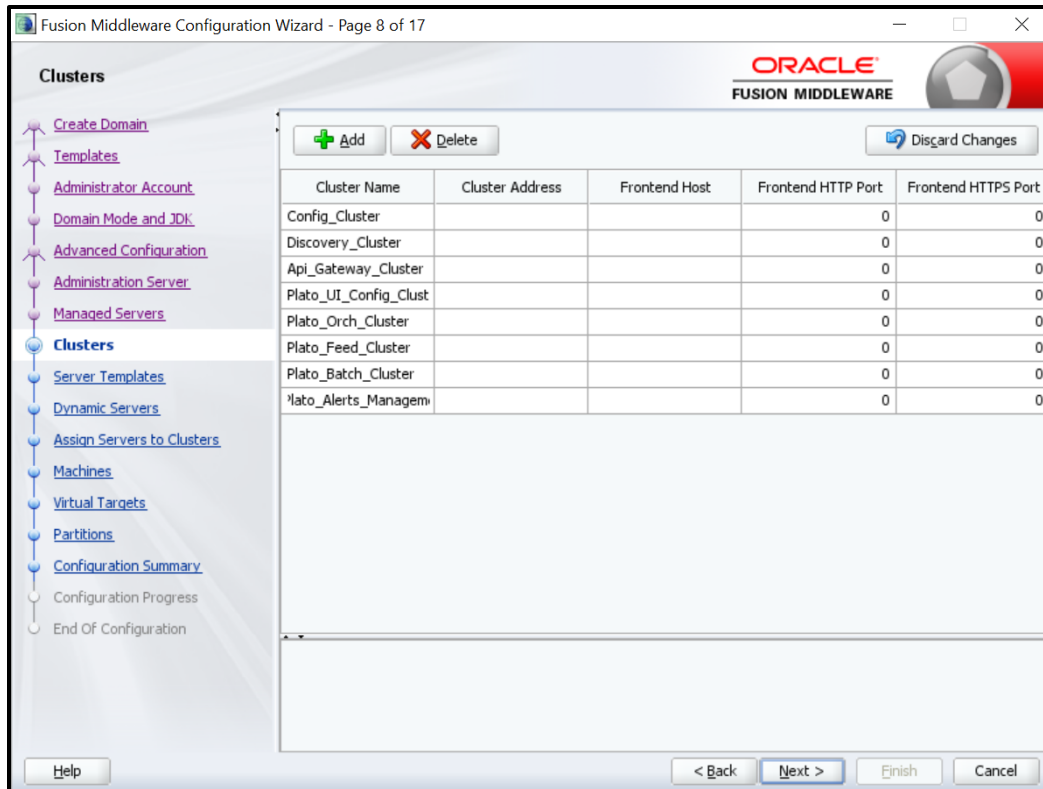 Fusion Middleware Configuration Wizard - Page 8 of 17
Clusters
ORACLE
FUSION MIDDLEWARE
Create Domain
Templates
Administrator Account
Domain Mode and JDK
Advanced Configuration
Administration Server
Managed Servers
Clusters
Server Templates
Dynamic Servers
Assign Servers to Clusters
Machines
Virtual Targets
Partitions
Configuration Summary
Configuration Progress
End Of Configuration
Add Delete Discard Changes
Cluster Name Cluster Address Frontend Host Frontend HTTP Port Frontend HTTPS Port
Config_Cluster 0 0
Discovery_Cluster 0 0
Api_Gateway_Cluster 0 0
Plato_UI_Config_Clust 0 0
Plato_Orch_Cluster 0 0
Plato_Feed_Cluster 0 0
Plato_Batch_Cluster 0 0
Plato_Alerts_Managem 0 0
Help < Back Next > Finish Cancel